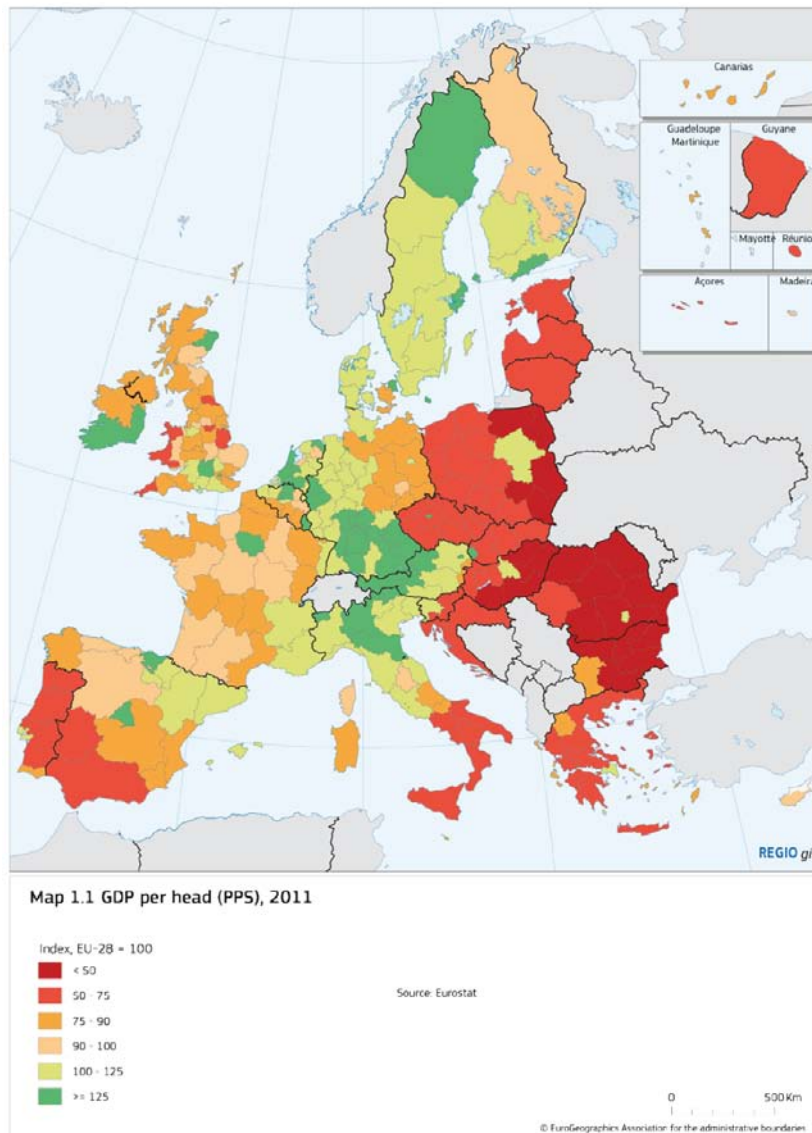 Canarias
Guadeloupe
Martinique
Guyane
Mayotte
Réunio
Açores
Madeira
REGIO gi
Map 1.1 GDP per head (PPS), 2011
Index, EU-28 = 100
< 50
50 - 75
75 - 90
90 - 100
100 - 125
>= 125
Source: Eurostat
0 500 Km
© EuroGeographics Association for the administrative boundaries